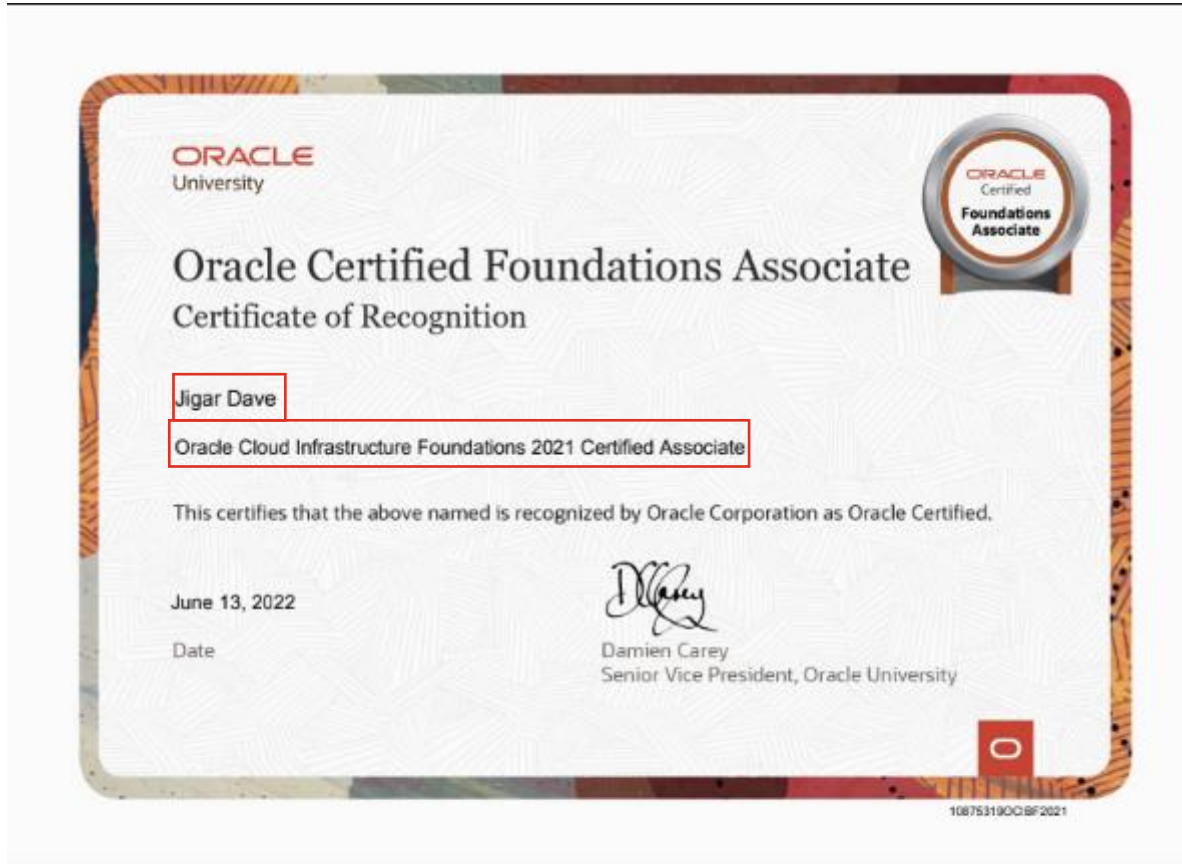 ORACLE
University
ORACLE
Certified
Foundations
Associate
Oracle Certified Foundations Associate
Certificate of Recognition
Jigar Dave
Oracle Cloud Infrastructure Foundations 2021 Certified Associate
This certifies that the above named is recognized by Oracle Corporation as Oracle Certified.
June 13, 2022
Date
DCCarey
Damien Carey
Senior Vice President, Oracle University
O